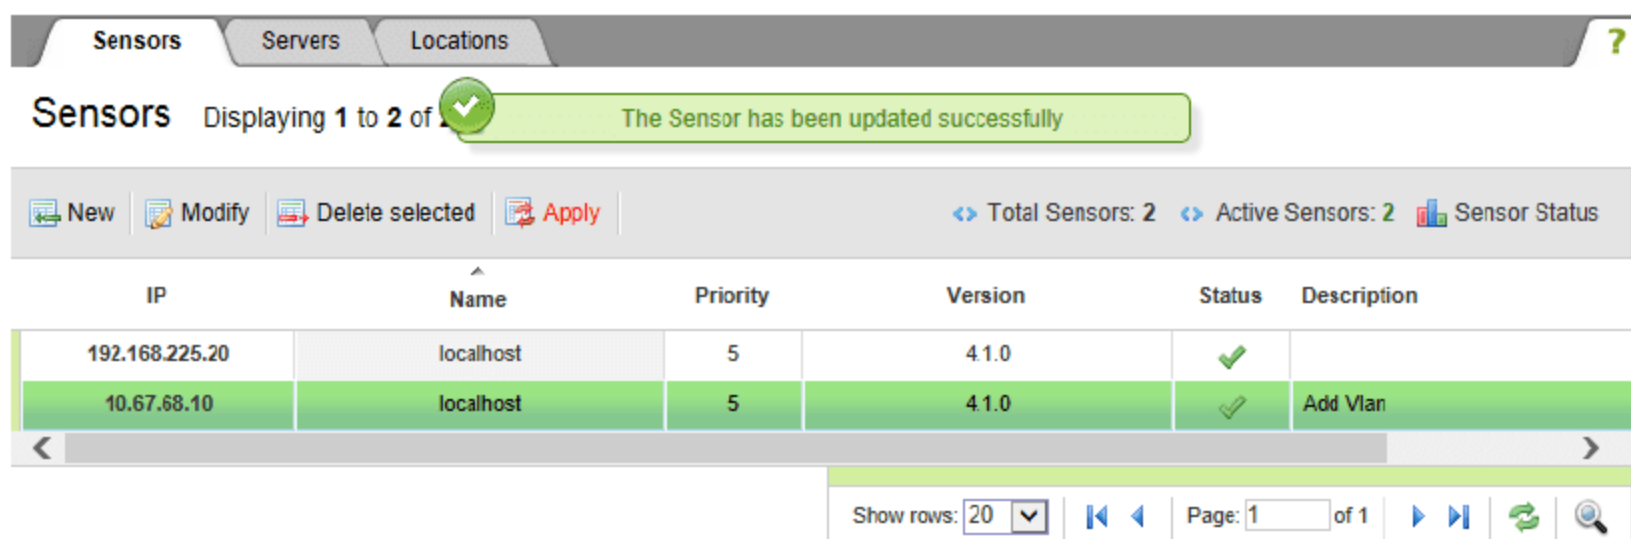 Sensors Servers Locations ?
Sensors Displaying 1 to 2 of
The Sensor has been updated successfully
New Modify Delete selected Apply Total Sensors: 2 Active Sensors: 2 Sensor Status
IP Name Priority Version Status Description
192.168.225.20 localhost 5 4.1.0
10.67.68.10 localhost 5 4.1.0 Add Vlan
Show rows: 20 Page: 1 of 1